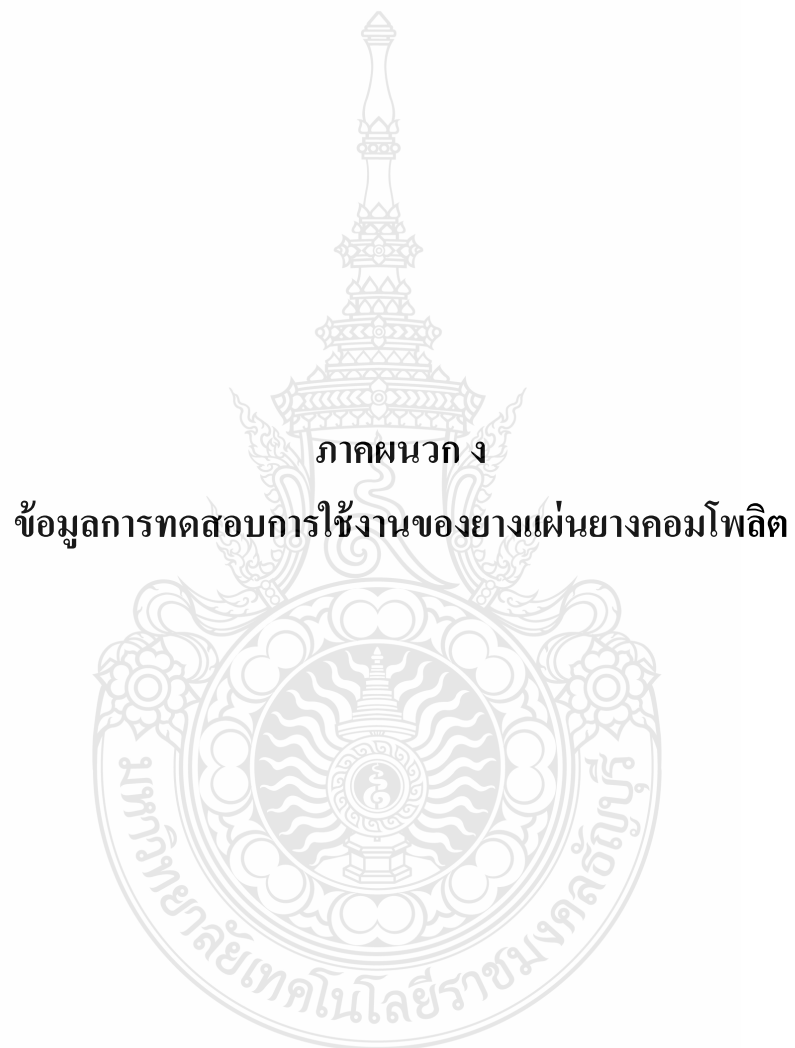 ภาคผนวก ง
ข้อมูลการทดสอบการใช้งานของยางแผ่นยางคอมโพสิต
มหาวิทยาลัยเทคโนโลยีราชมงคลธัญบุรี